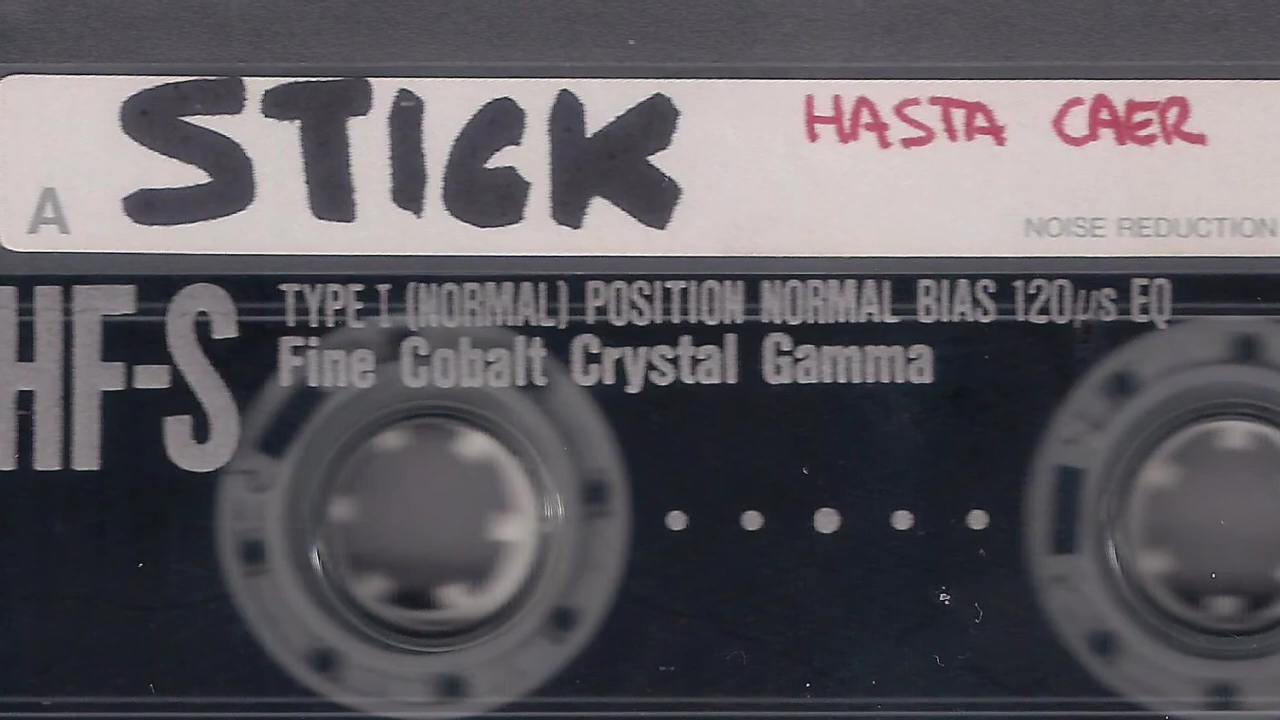 STICK HASTA CAER
A
NOISE REDUCTION
HF-S
TYPE I (NORMAL) POSITION NORMAL BIAS 120µs EQ
Fine Cobalt Crystal Gamma